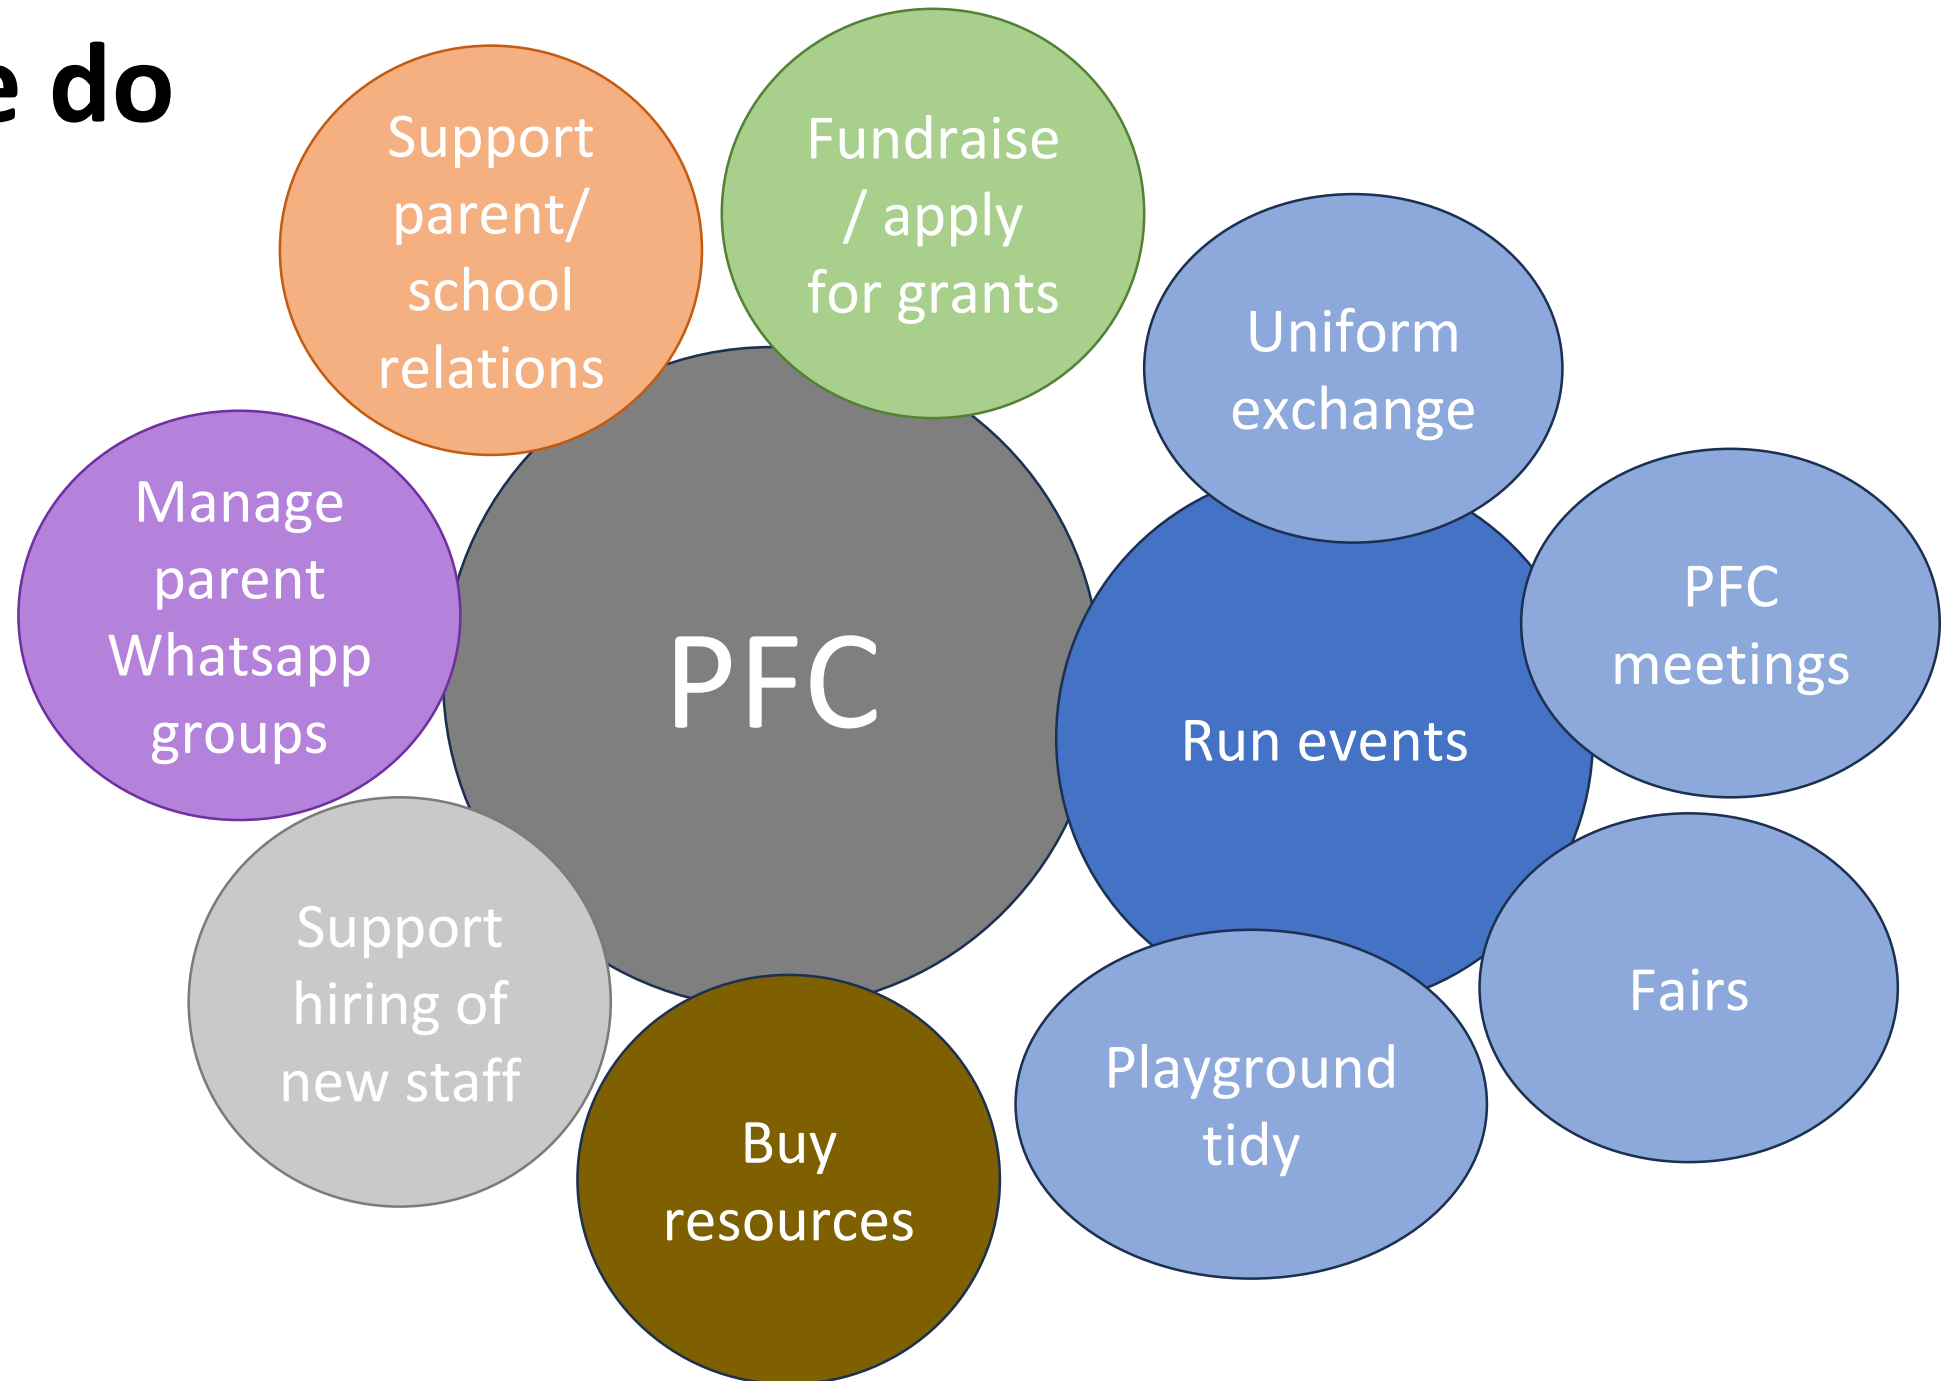 e do
Support
parent/
school
relations
Fundraise
/ apply
for grants
Uniform
exchange
Manage
parent
Whatsapp
groups
PFC
PFC
meetings
Run events
Support
hiring of
new staff
Fairs
Playground
tidy
Buy
resources